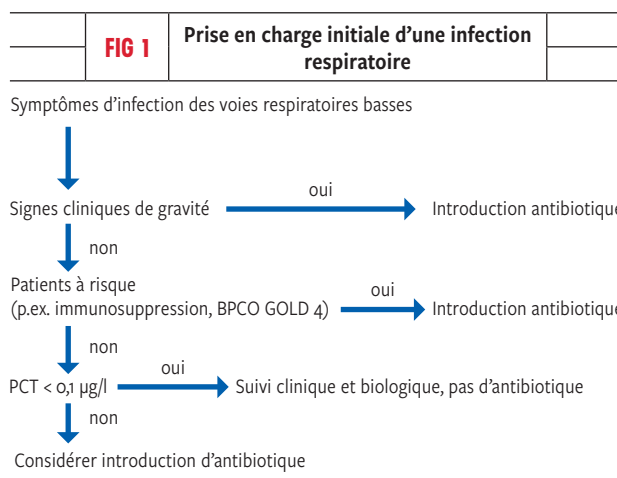 FIG 1
Prise en charge initiale d’une infection
respiratoire
Symptômes d’infection des voies respiratoires basses
oui
Signes cliniques de gravité
Introduction antibiotique
non
Patients à risque
oui
(p.ex. immunosuppression, BPCO GOLD 4)
Introduction antibiotique
non
oui
PCT < 0,1 µg/l
Suivi clinique et biologique, pas d’antibiotique
non
Considérer introduction d’antibiotique